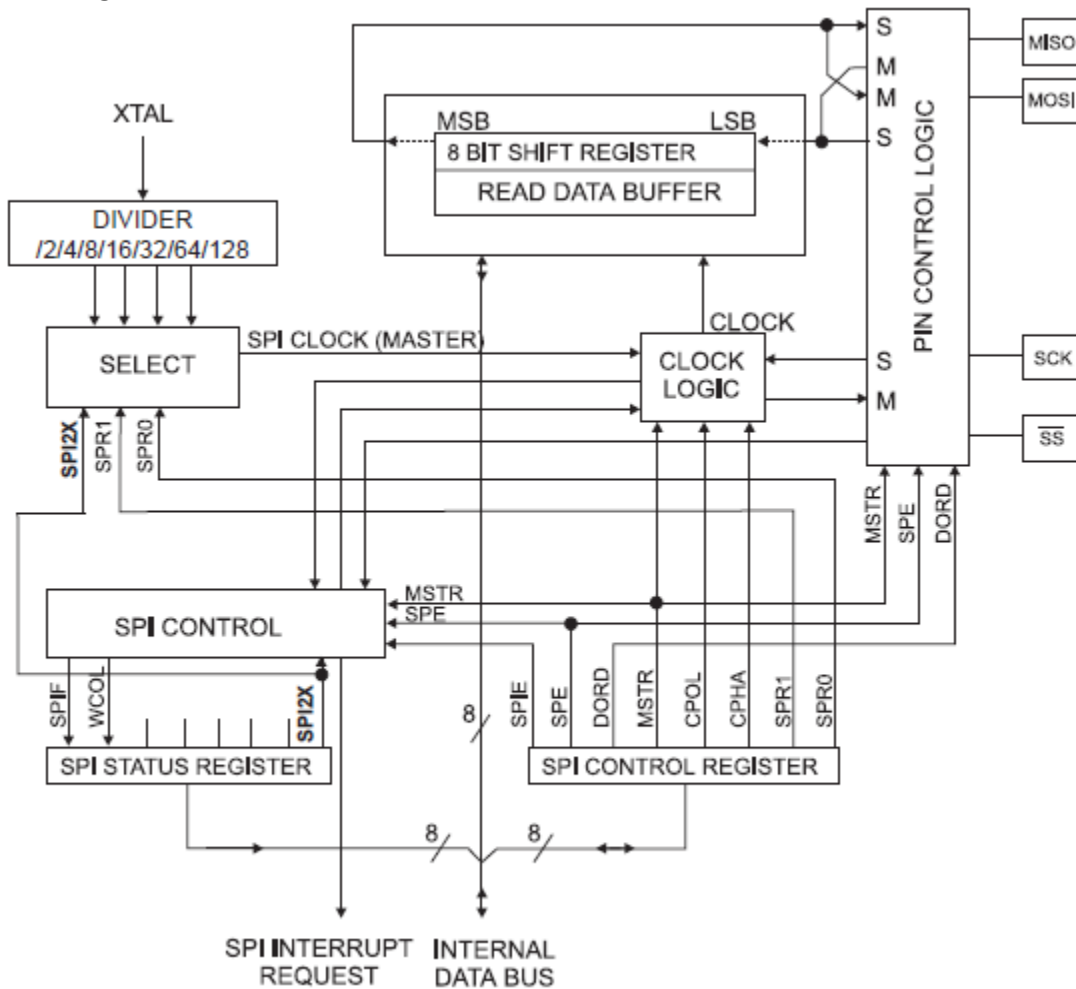 S
MISO
M
M
MOSI
XTAL
MSB
LSB
S
8 BIT SHIFT REGISTER
READ DATA BUFFER
PIN CONTROL LOGIC
DIVIDER
/2/4/8/16/32/64/128
CLOCK
SPI CLOCK (MASTER)
SELECT
CLOCK
LOGIC
S
SCK
M
SS
SPI2X
SPR1
SPR0
MSTR
SPE
DORD
MSTR
SPE
SPI CONTROL
SPIF
WCOL
SPI2X
SPIE
SPE
DORD
MSTR
CPOL
CPHA
SPR1
SPR0
8
SPI STATUS REGISTER
SPI CONTROL REGISTER
8
8
SPI INTERRUPT
REQUEST
INTERNAL
DATA BUS